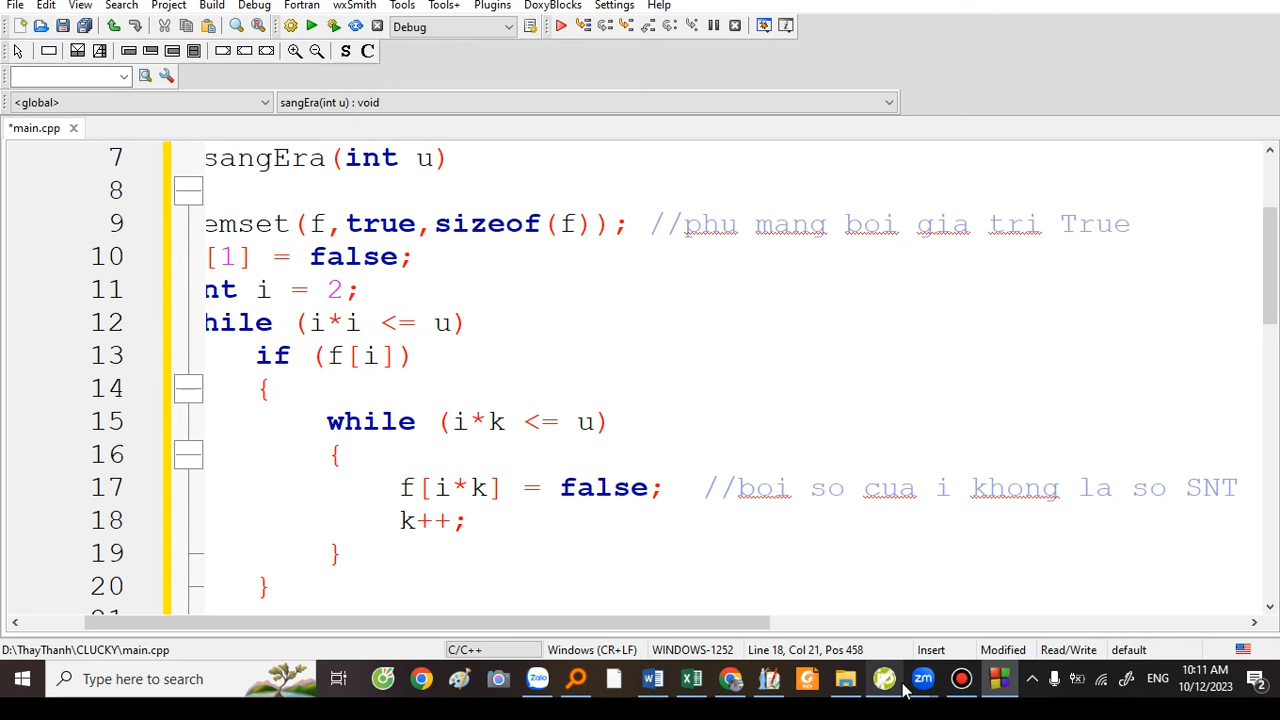 File Edit View Search Project Build Debug Fortran wxSmith Tools Tools+ Plugins DoxyBlocks Settings Help
Debug
S C
<global> sangEra(int u) : void
*main.cpp
7 sangEra(int u)
8
9 emset(f,true,sizeof(f)); //phu mang boi gia tri True
10 [1] = false;
11 nt i = 2;
12 hile (i*i <= u)
13 if (f[i])
14 {
15 while (i*k <= u)
16 {
17 f[i*k] = false; //boi so cua i khong la so SNT
18 k++;
19 }
20 }
D:\ThayThanh\CLUCKY\main.cpp C/C++ Windows (CR+LF) WINDOWS-1252 Line 18, Col 21, Pos 458 Insert Modified Read/Write default
Type here to search Zalo zm ENG 10:11 AM
10/12/2023 2